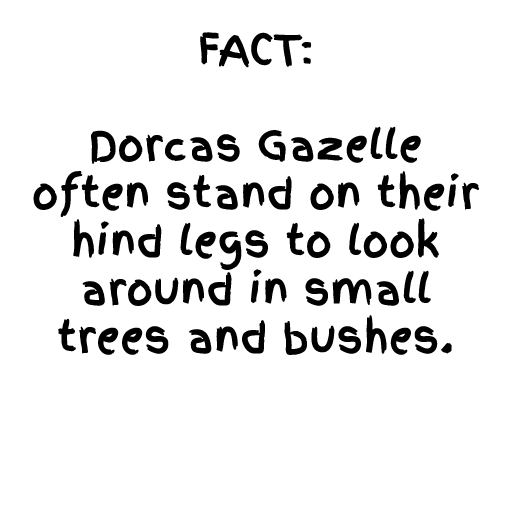 FACT:
Dorcas Gazelle
often stand on their
hind legs to look
around in small
trees and bushes.